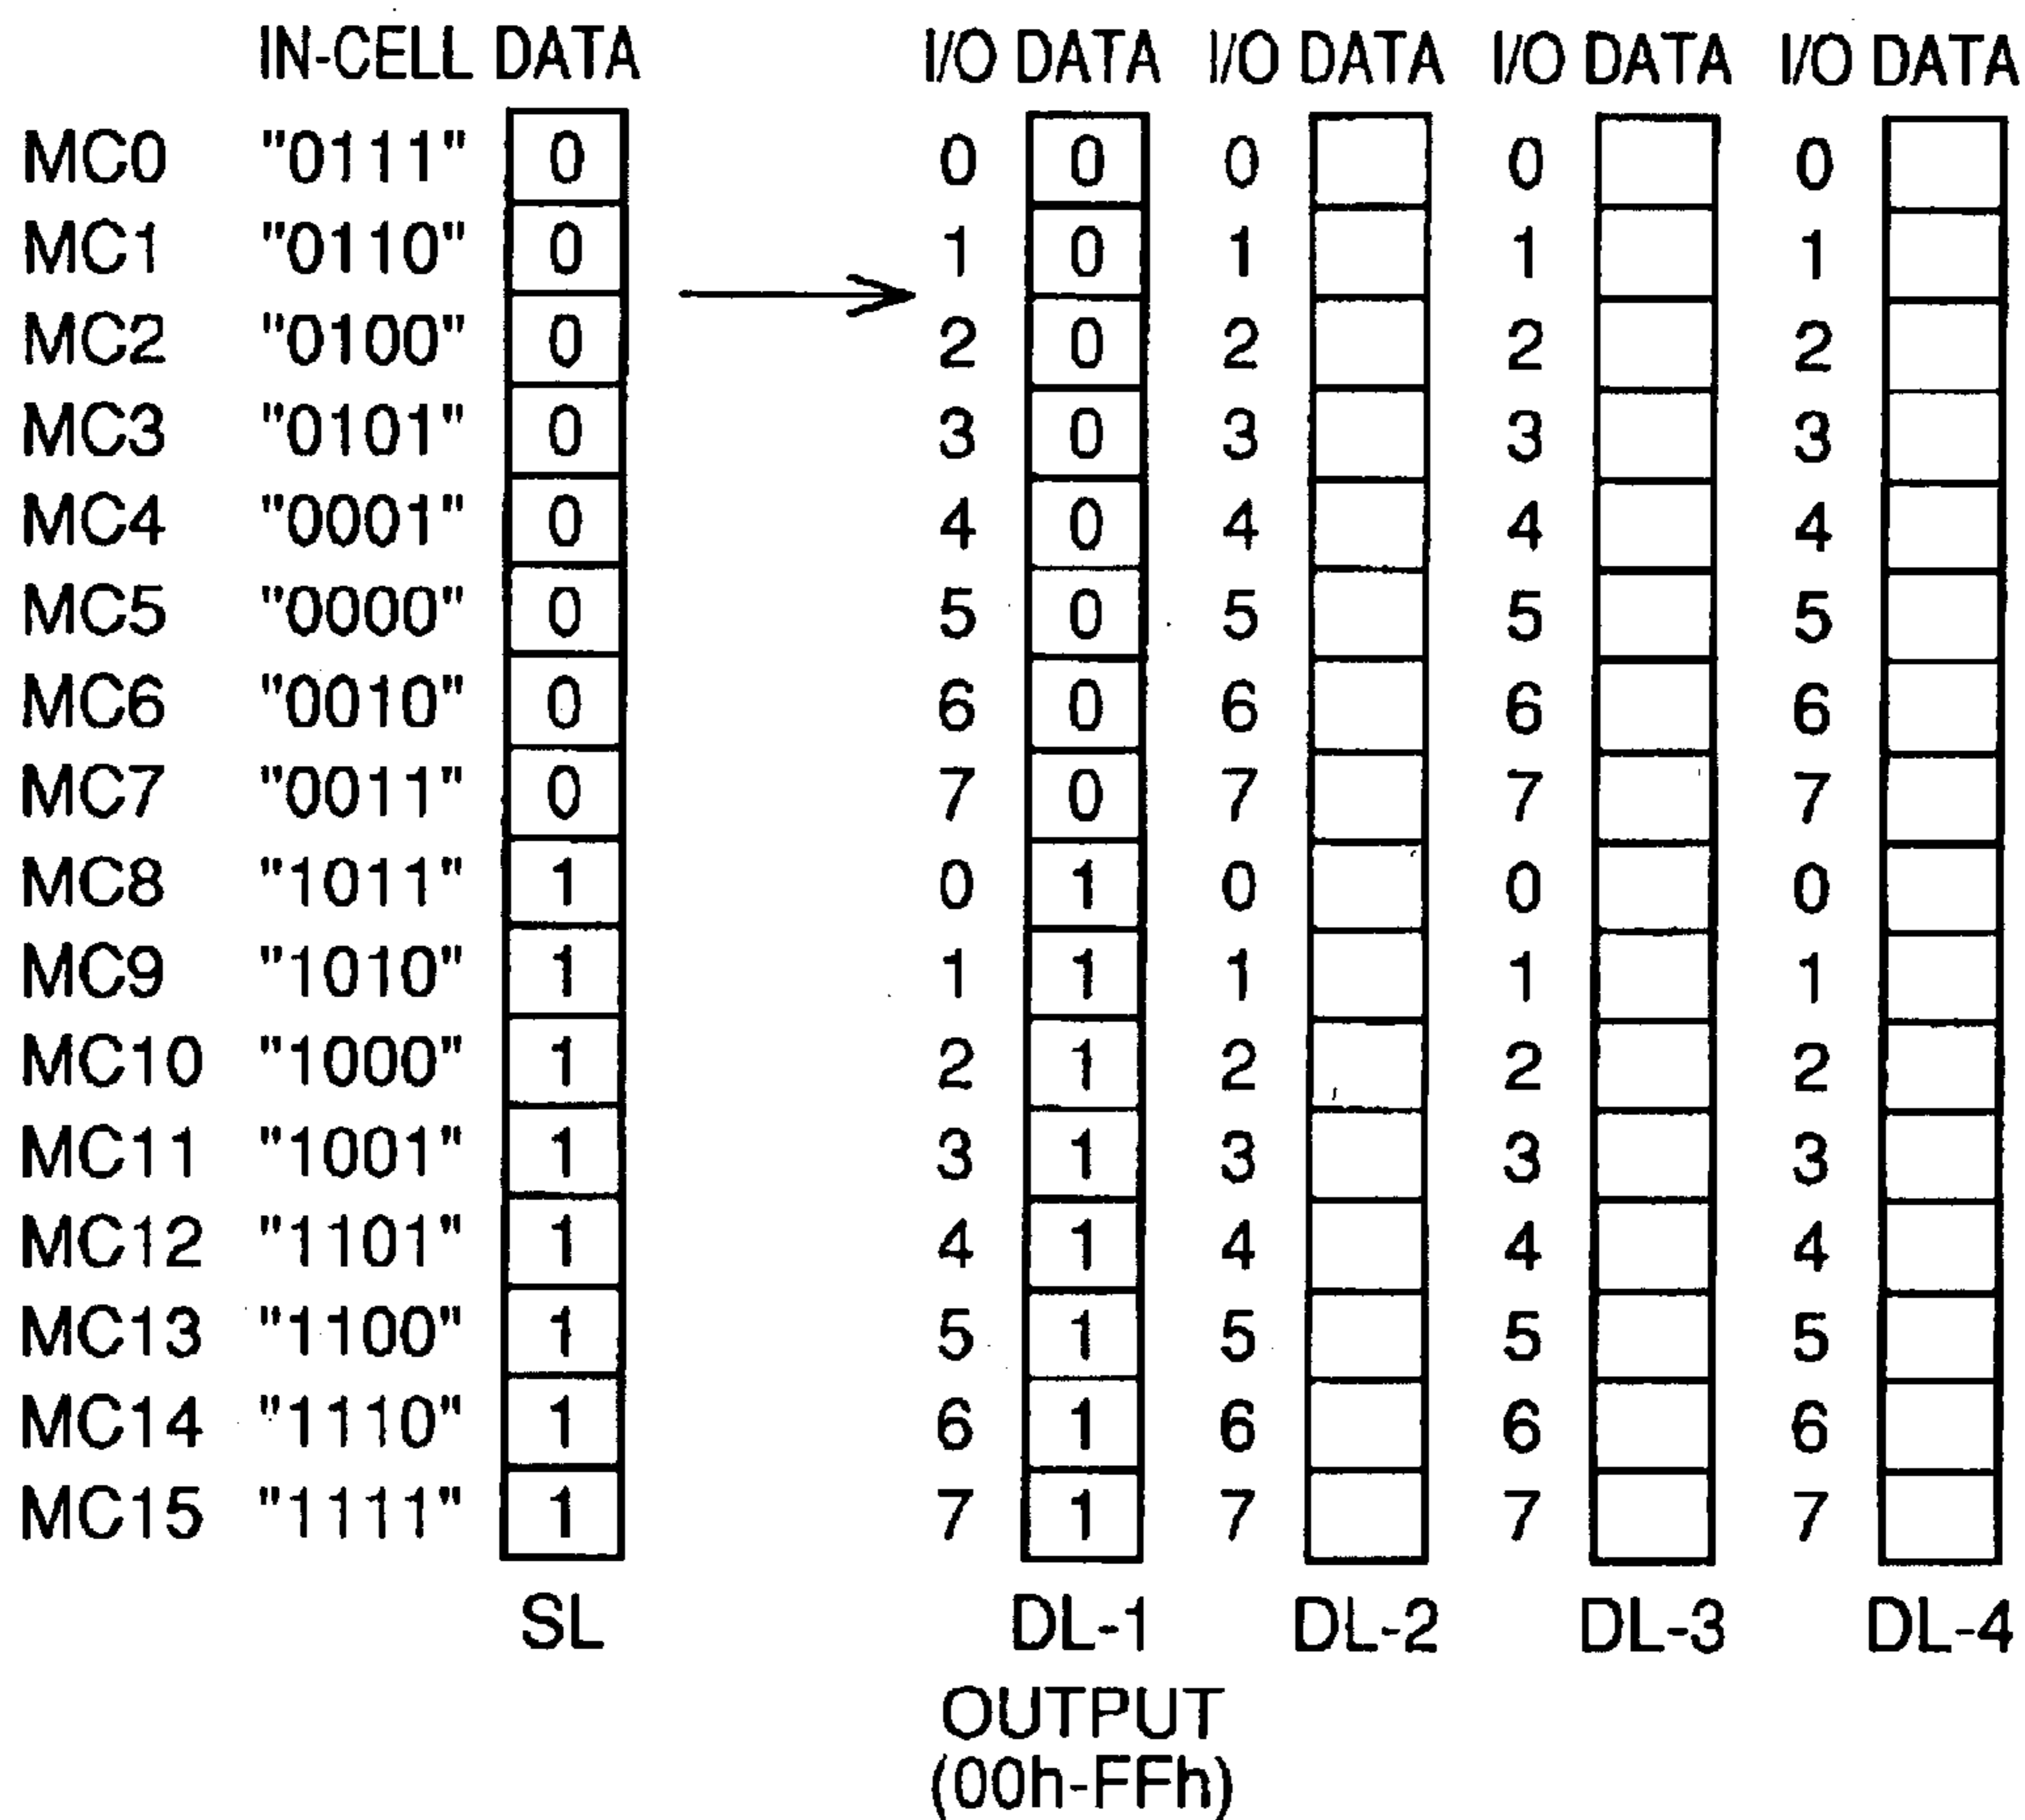 IN-CELL DATA I/O DATA I/O DATA I/O DATA I/O DATA
MC0 "0111" 0 0 0 0 0 0
MC1 "0110" 0 1 0 1 1 1
MC2 "0100" 0 2 0 2 2 2
MC3 "0101" 0 3 0 3 3 3
MC4 "0001" 0 4 0 4 4 4
MC5 "0000" 0 5 0 5 5 5
MC6 "0010" 0 6 0 6 6 6
MC7 "0011" 0 7 0 7 7 7
MC8 "1011" 1 0 1 0 0 0
MC9 "1010" 1 1 1 1 1 1
MC10 "1000" 1 2 1 2 2 2
MC11 "1001" 1 3 1 3 3 3
MC12 "1101" 1 4 1 4 4 4
MC13 "1100" 1 5 1 5 5 5
MC14 "1110" 1 6 1 6 6 6
MC15 "1111" 1 7 1 7 7 7
SL DL-1 DL-2 DL-3 DL-4
OUTPUT
(00h-FFh)